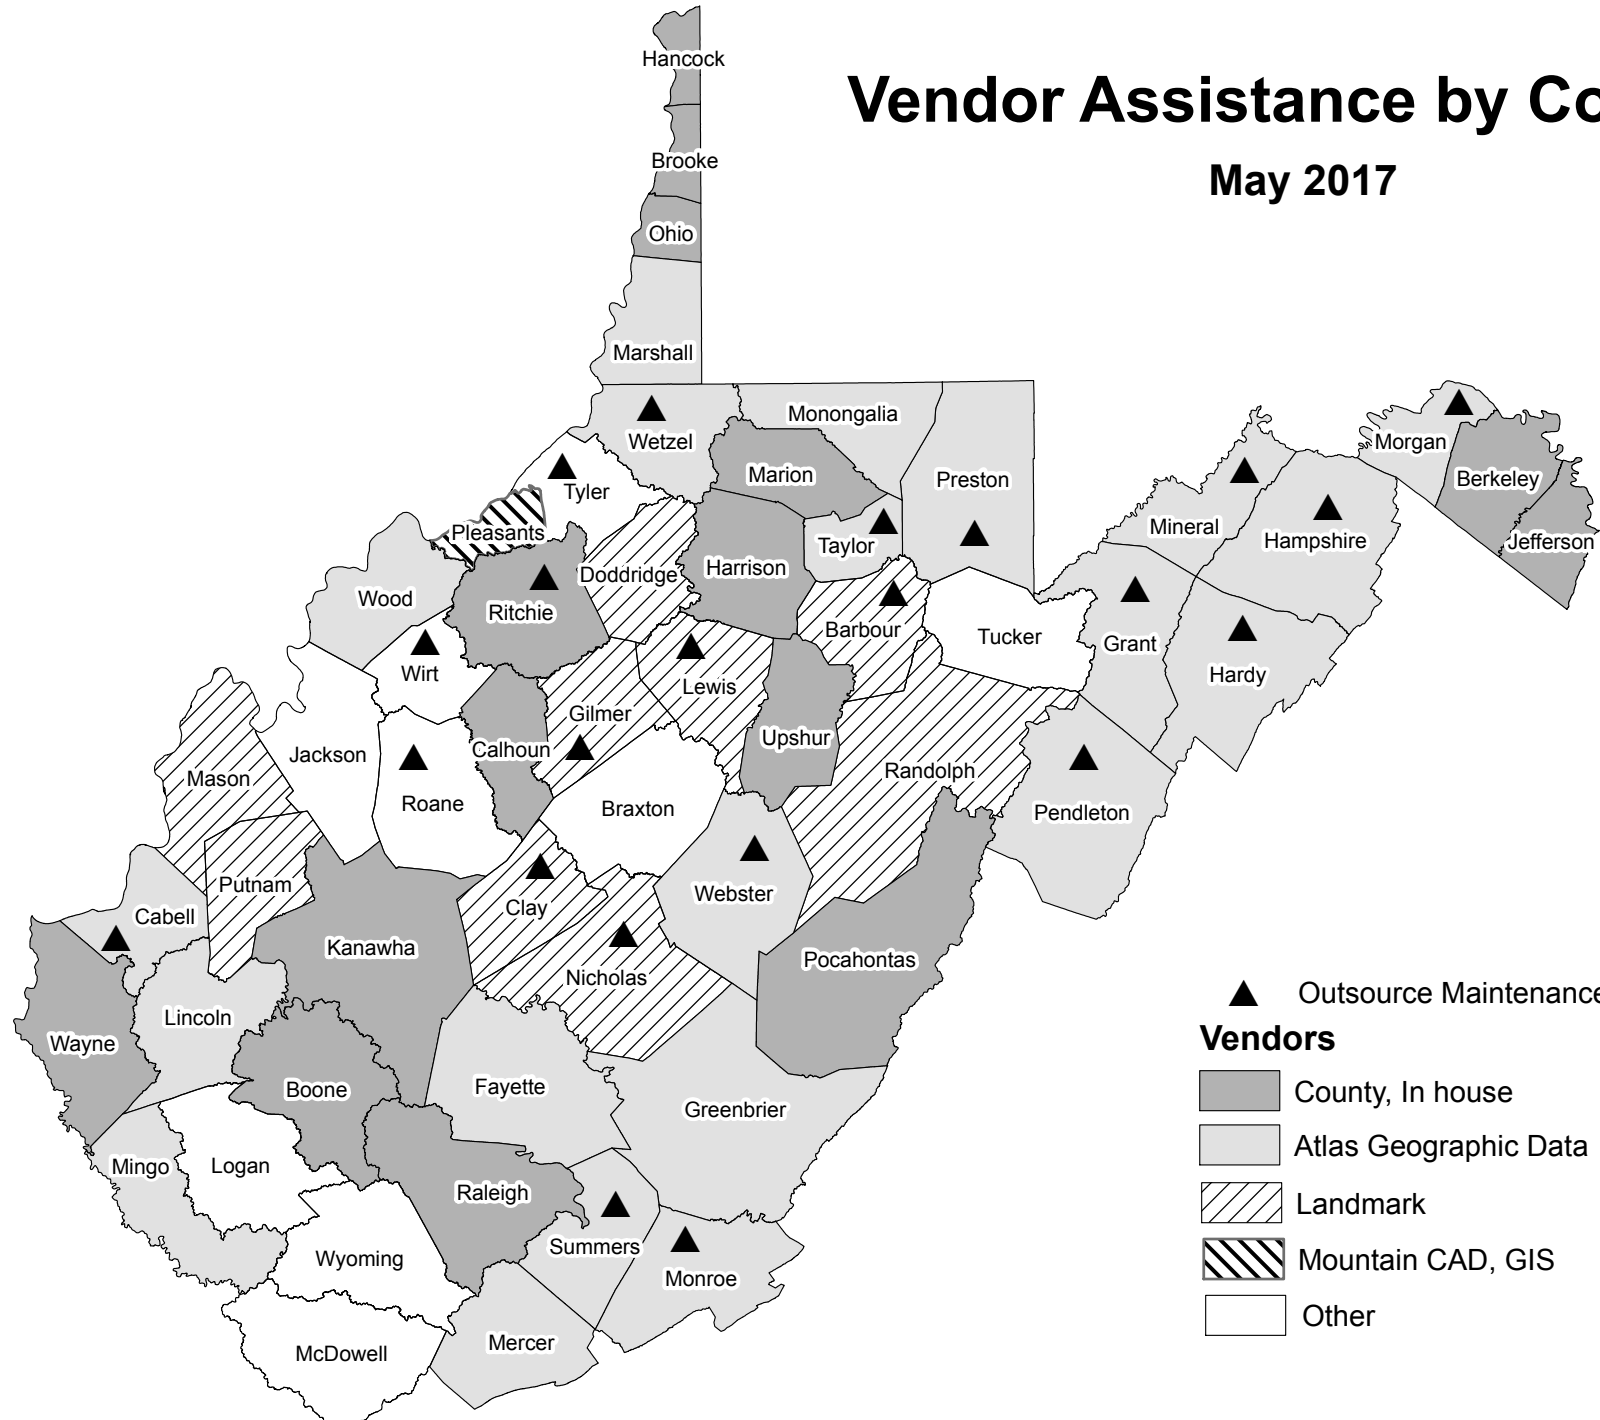 Vendor Assistance by Co
May 2017
Hancock
Brooke
Ohio
Marshall
Wetzel
Monongalia
Marion
Preston
Tyler
Pleasants
Taylor
Harrison
Doddridge
Ritchie
Wood
Wirt
Barbour
Tucker
Mineral
Hampshire
Morgan
Berkeley
Jefferson
Grant
Hardy
Lewis
Gilmer
Calhoun
Upshur
Randolph
Pendleton
Jackson
Roane
Braxton
Mason
Putnam
Cabell
Clay
Webster
Kanawha
Nicholas
Pocahontas
Lincoln
Wayne
Boone
Fayette
Greenbrier
Mingo
Logan
Raleigh
Summers
Wyoming
Monroe
Mercer
McDowell
Outsource Maintenance
Vendors
County, In house
Atlas Geographic Data
Landmark
Mountain CAD, GIS
Other